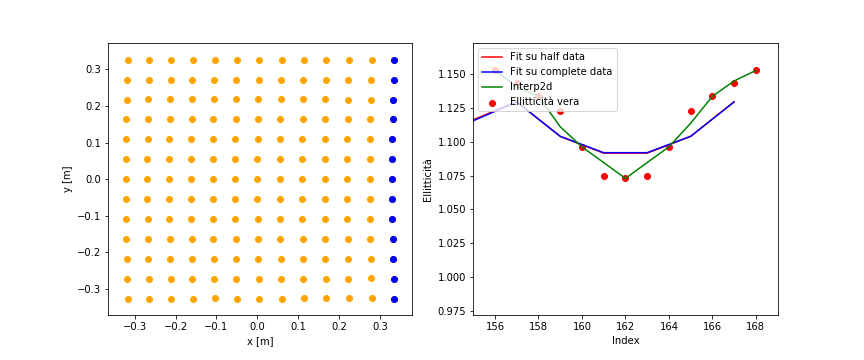 0.3
0.2
0.1
0.0
−0.1
−0.2
−0.3
y [m]
−0.3 −0.2 −0.1 0.0 0.1 0.2 0.3
x [m]
1.150
1.125
1.100
1.075
1.050
1.025
1.000
0.975
Ellitticità
Fit su half data
Fit su complete data
Interp2d
Ellitticità vera
156 158 160 162 164 166 168
Index